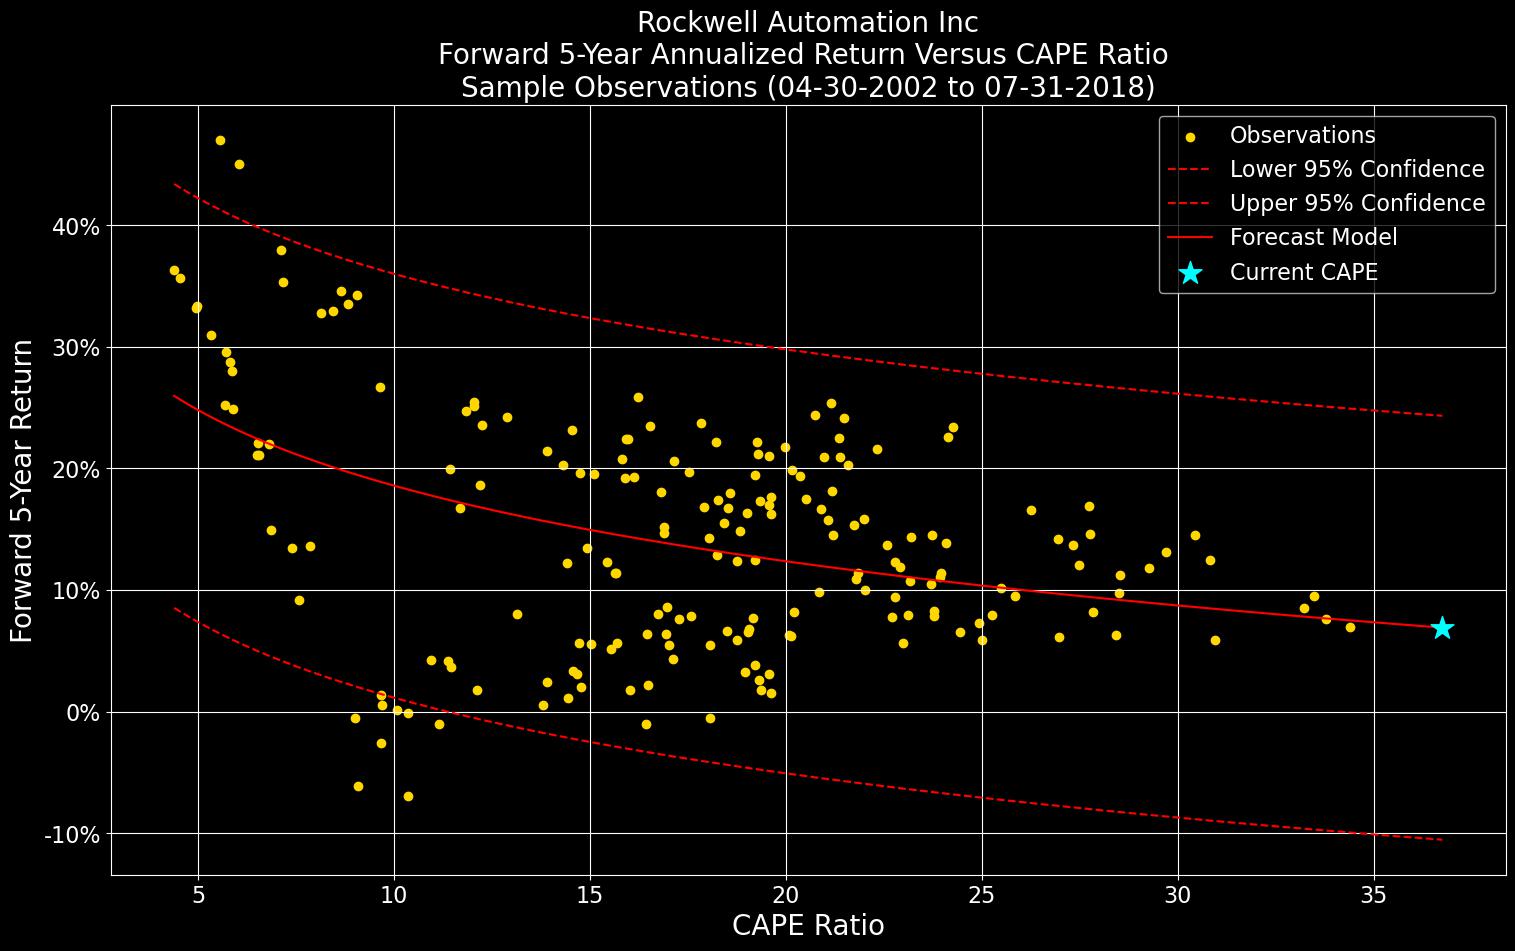 Rockwell Automation Inc
Forward 5-Year Annualized Return Versus CAPE Ratio
Sample Observations (04-30-2002 to 07-31-2018)
Observations
Lower 95% Confidence
Upper 95% Confidence
Forecast Model
Current CAPE
Forward 5-Year Return
40%
30%
20%
10%
0%
-10%
5 10 15 20 25 30 35
CAPE Ratio